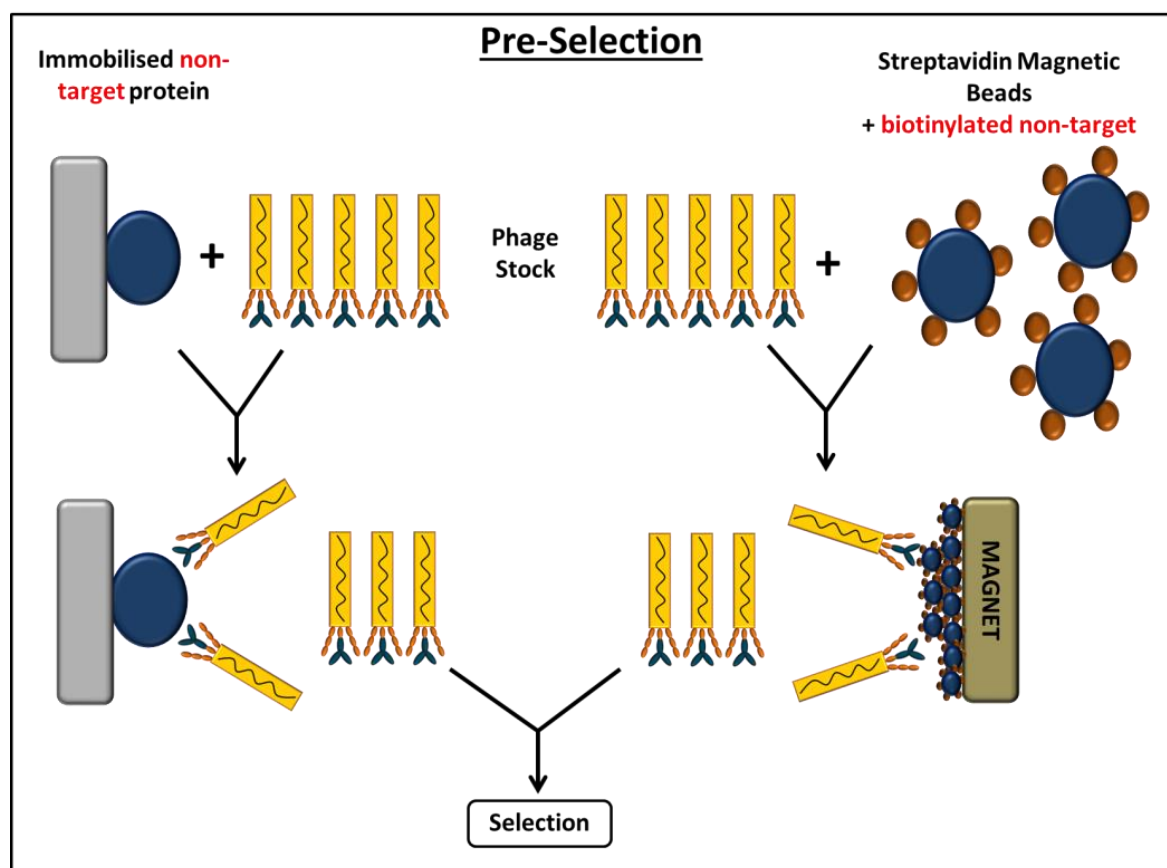 Pre-Selection
Immobilised non-
target protein
Streptavidin Magnetic
Beads
+ biotinylated non-target
+
Phage
Stock
+
MAGNET
Selection